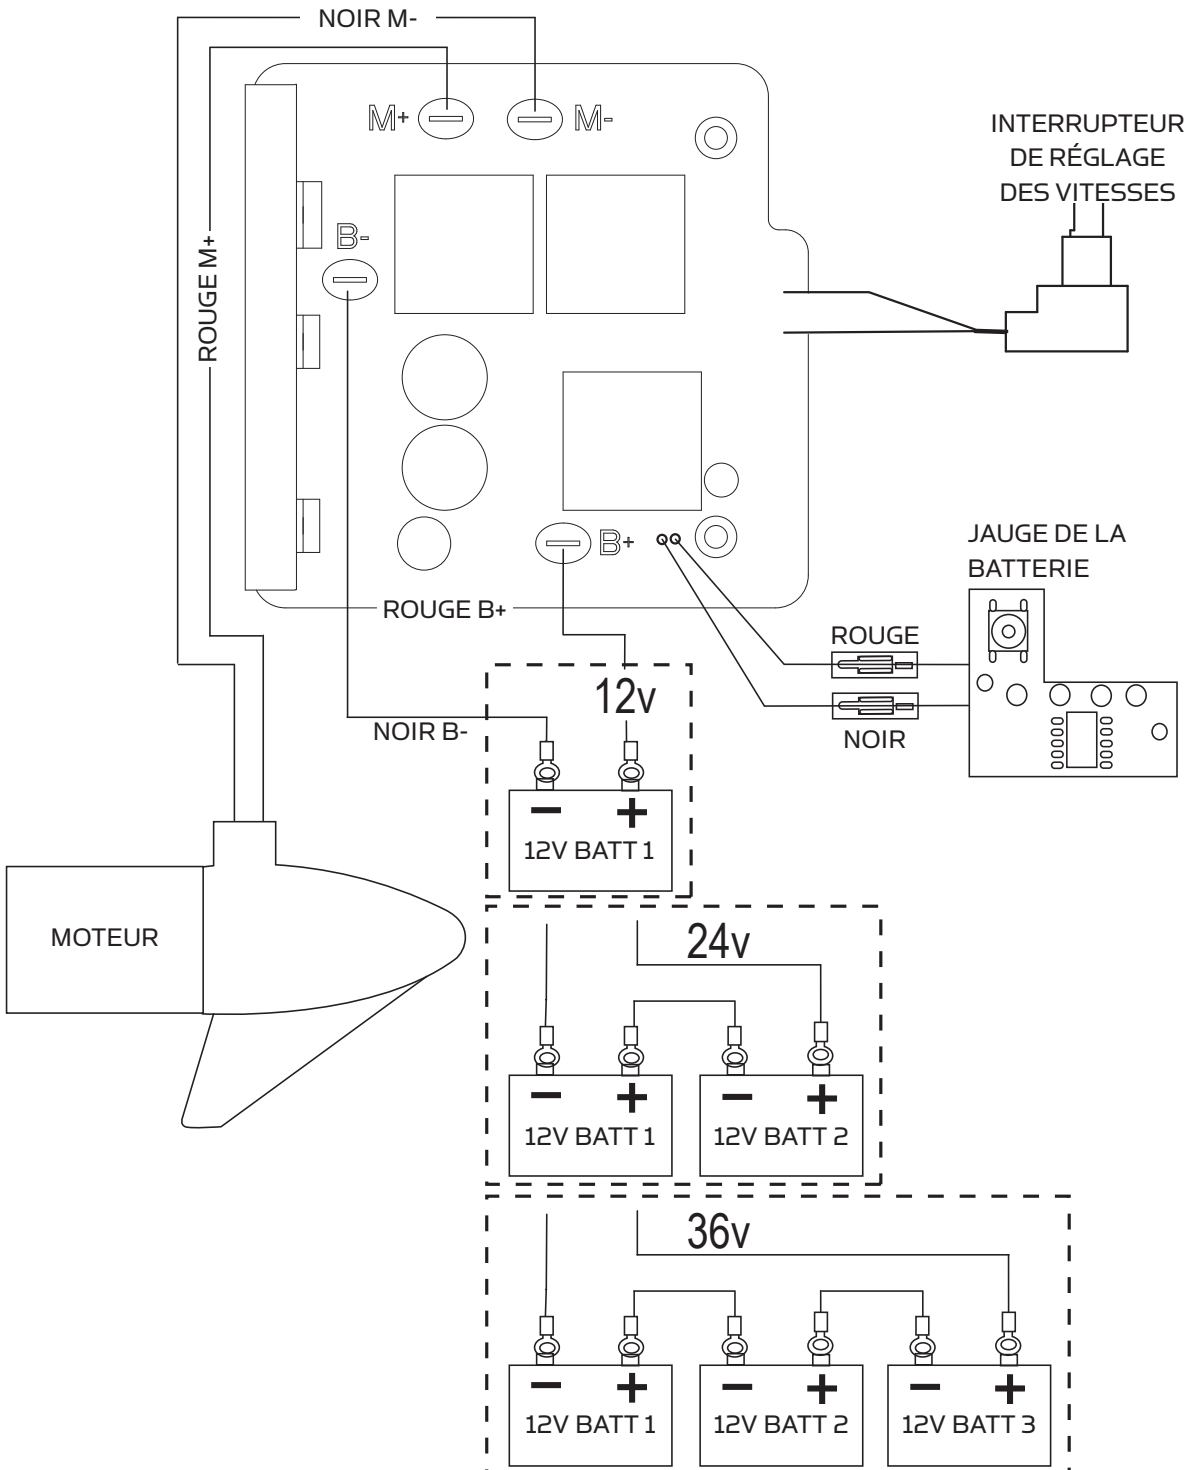 NOIR M-
M+
M-
INTERRUPTEUR
DE RÉGLAGE
DES VITESSES
B-
ROUGE M+
B+
JAUGE DE LA
BATTERIE
ROUGE B+
ROUGE
12v
NOIR B-
NOIR
- +
12V BATT 1
MOTEUR
24v
- + - +
12V BATT 1 12V BATT 2
36v
- + - + - +
12V BATT 1 12V BATT 2 12V BATT 3